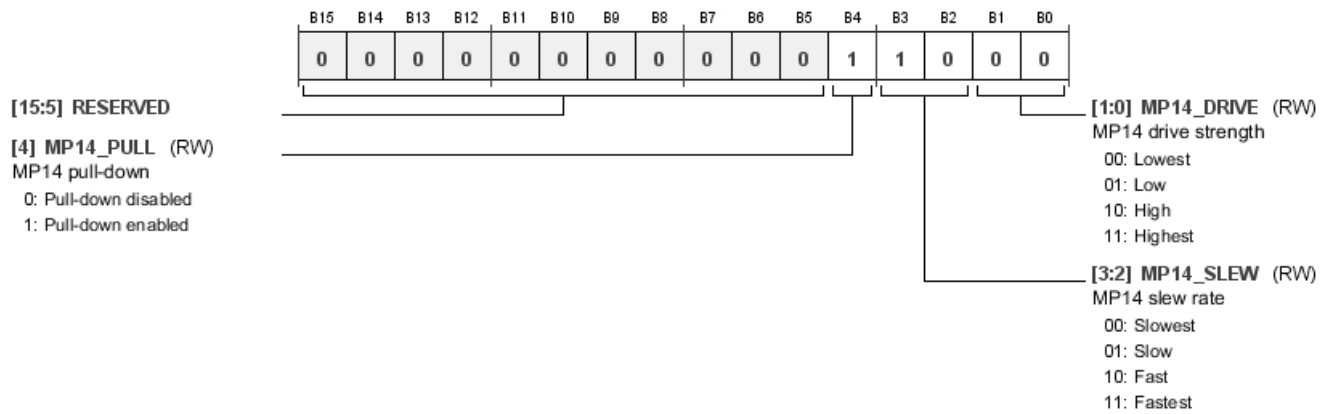 B15 B14 B13 B12 B11 B10 B9 B8 B7 B6 B5 B4 B3 B2 B1 B0
0 0 0 0 0 0 0 0 0 0 0 1 1 0 0 0
[15:5] RESERVED
[4] MP14_PULL (RW)
MP14 pull-down
0: Pull-down disabled
1: Pull-down enabled
[1:0] MP14_DRIVE (RW)
MP14 drive strength
00: Lowest
01: Low
10: High
11: Highest
[3:2] MP14_SLEW (RW)
MP14 slew rate
00: Slowest
01: Slow
10: Fast
11: Fastest